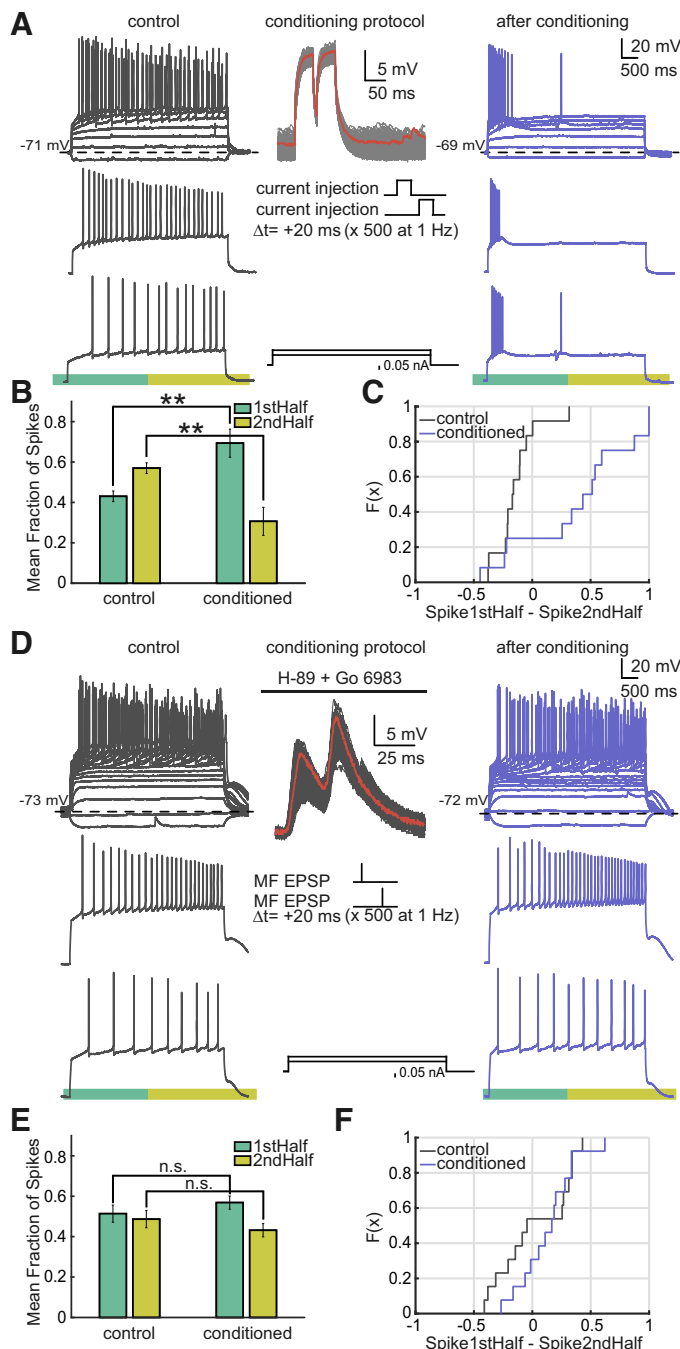 A
control
conditioning protocol
after conditioning
5 mV
50 ms
20 mV
500 ms
-71 mV
-69 mV
current injection
current injection
Δt= +20 ms (x 500 at 1 Hz)
0.05 nA
B
Mean Fraction of Spikes
0.8
0.6
0.4
0.2
0
**
**
1stHalf
2ndHalf
control
conditioned
C
F(x)
1
0.8
0.6
0.4
0.2
0
control
conditioned
-1
-0.5
0
0.5
1
Spike1stHalf - Spike2ndHalf
D
control
conditioning protocol
after conditioning
H-89 + Go 6983
5 mV
25 ms
20 mV
500 ms
-73 mV
-72 mV
MF EPSP
MF EPSP
Δt= +20 ms (x 500 at 1 Hz)
0.05 nA
E
Mean Fraction of Spikes
0.8
0.6
0.4
0.2
0
n.s.
n.s.
1stHalf
2ndHalf
control
conditioned
F
F(x)
1
0.8
0.6
0.4
0.2
0
control
conditioned
-1
-0.5
0
0.5
1
Spike1stHalf - Spike2ndHalf